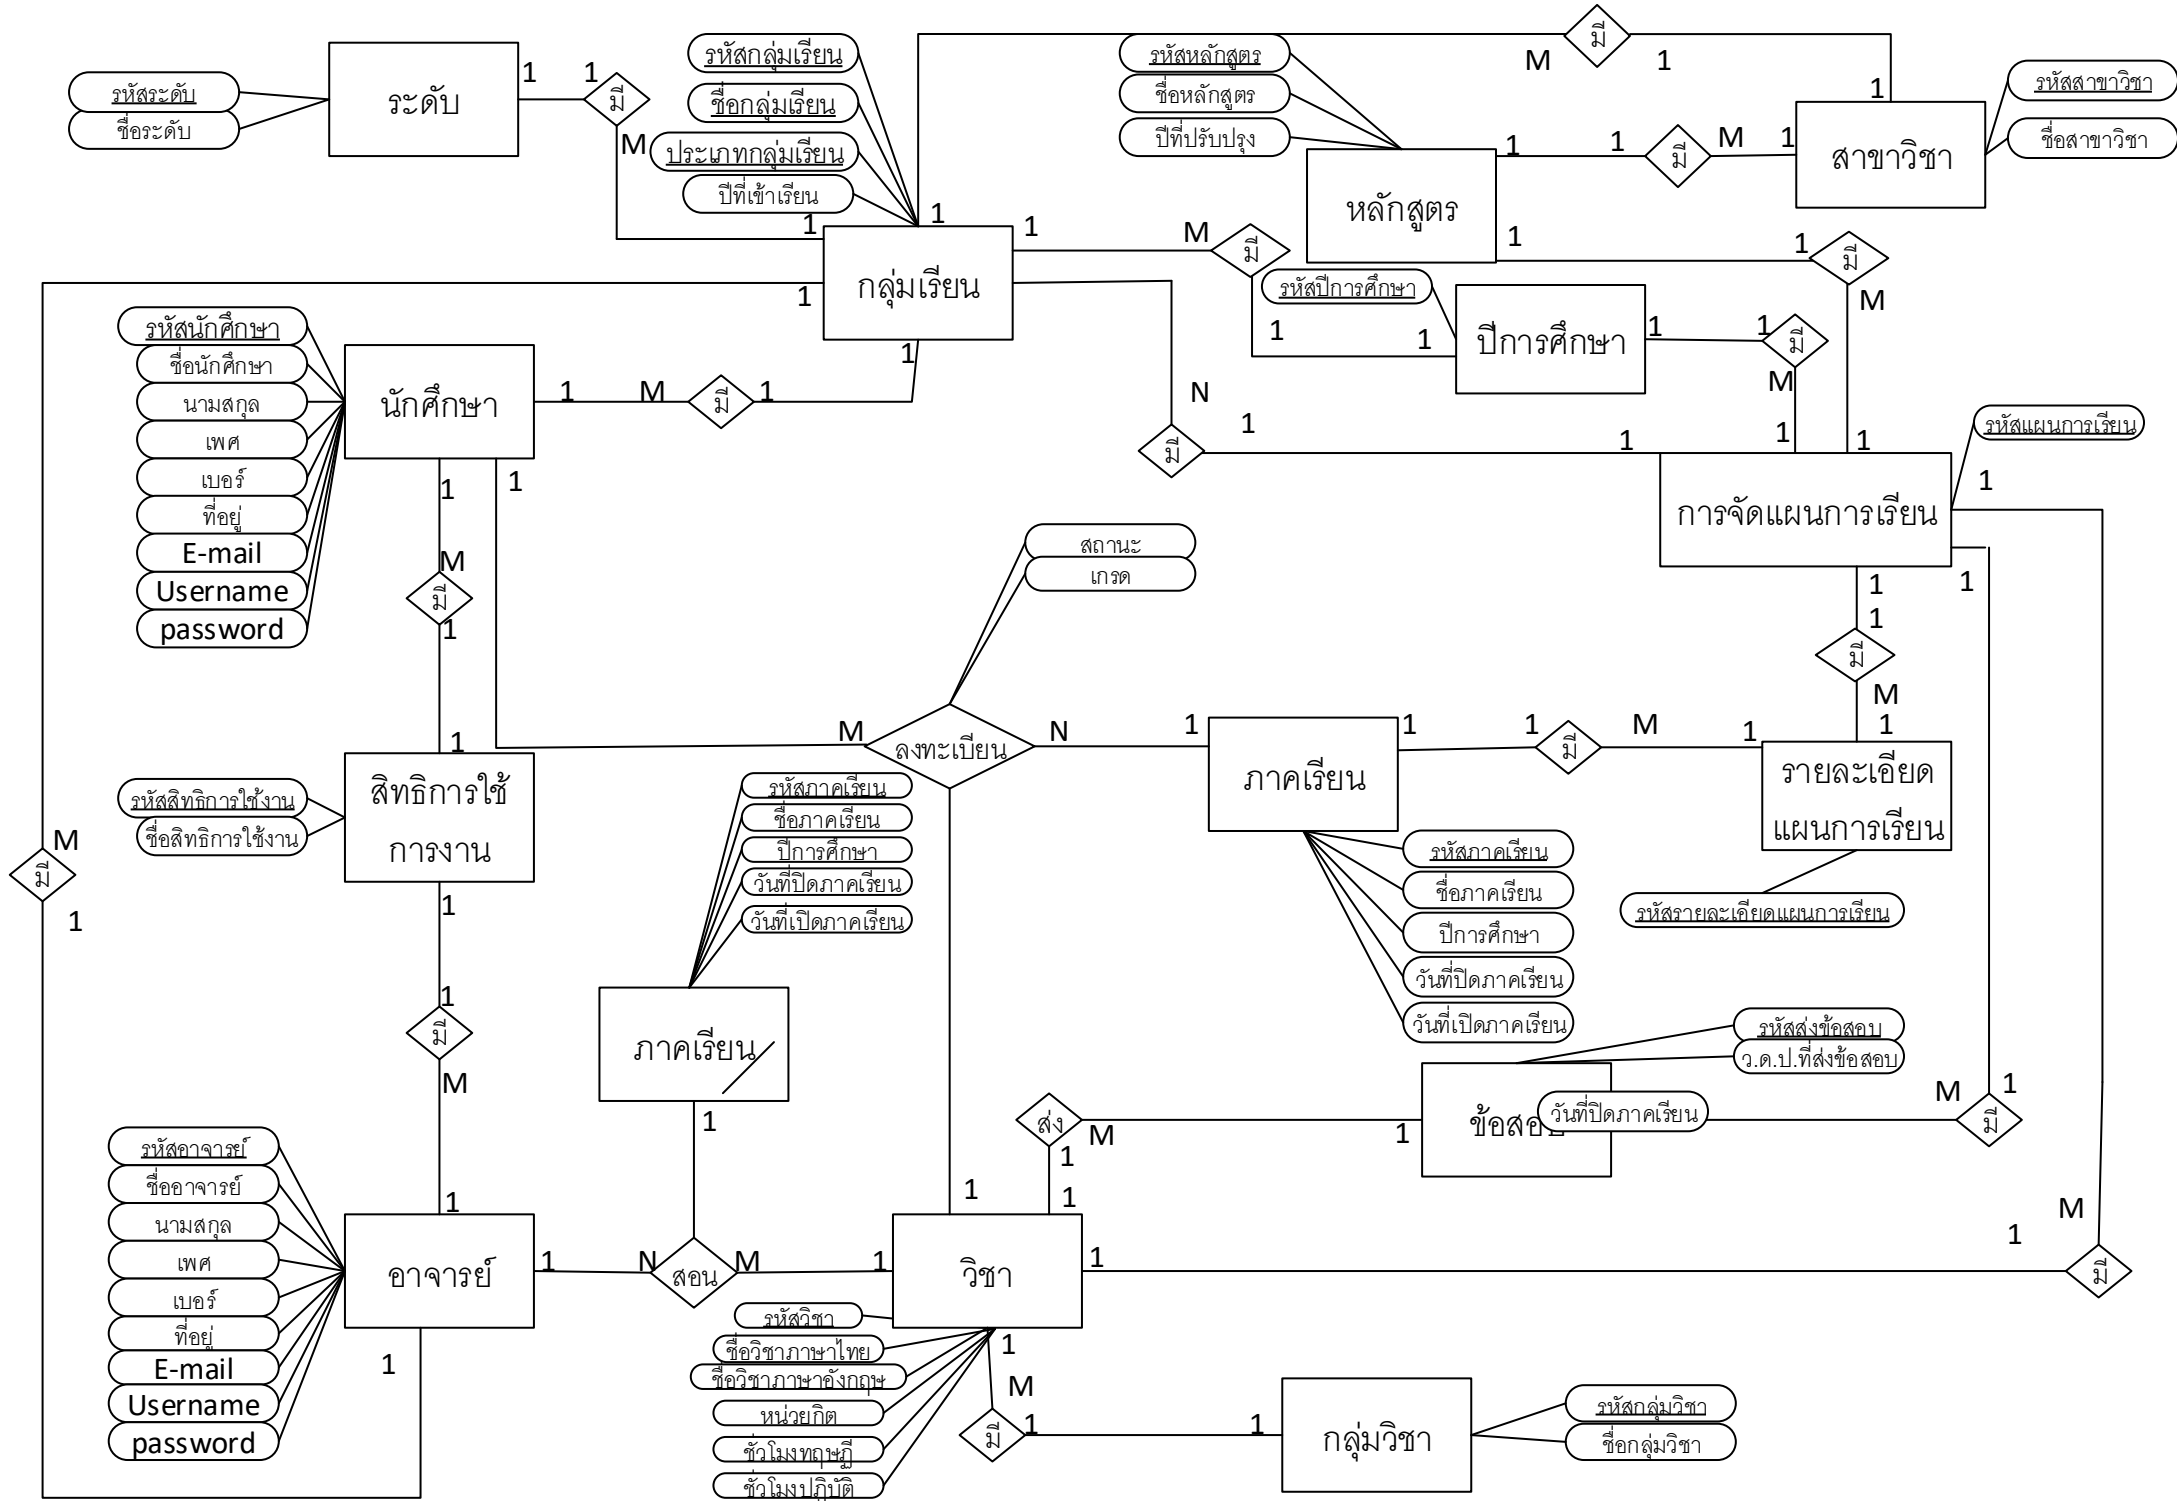 มี
M
1
รหัสกลุ่มเรียน
รหัสหลักสูตร
ระดับ
1
1
มี
รหัสระดับ
ชื่อระดับ
M
ชื่อกลุ่มเรียน
ประเภทกลุ่มเรียน
ปีที่เข้าเรียน
ชื่อหลักสูตร
ปีที่ปรับปรุง
1
รหัสสาขาวิชา
ชื่อสาขาวิชา
สาขาวิชา
1
1
มี
M
1
หลักสูตร
1
1
มี
M
1
1
1
M
มี
1
1
กลุ่มเรียน
1
1
รหัสปีการศึกษา
ปีการศึกษา
1
1
มี
M
1
1
รหัสนักศึกษา
ชื่อนักศึกษา
นามสกุล
เพศ
เบอร์
ที่อยู่
E-mail
Username
password
นักศึกษา
1
M
มี
1
N
มี
1
1
รหัสแผนการเรียน
การจัดแผนการเรียน
1
1
1
1
1
M
มี
1
1
สถานะ
เกรด
1
มี
M
1
สิทธิการใช้
การงาน
รหัสสิทธิการใช้งาน
ชื่อสิทธิการใช้งาน
M
ลงทะเบียน
N
1
ภาคเรียน
1
1
มี
M
1
รายละเอียด
แผนการเรียน
รหัสรายละเอียดแผนการเรียน
รหัสภาคเรียน
ชื่อภาคเรียน
ปีการศึกษา
วันที่ปิดภาคเรียน
วันที่เปิดภาคเรียน
รหัสภาคเรียน
ชื่อภาคเรียน
ปีการศึกษา
วันที่ปิดภาคเรียน
วันที่เปิดภาคเรียน
M
มี
1
1
1
มี
M
1
ภาคเรียน
1
รหัสส่งข้อสอบ
ว.ด.ป.ที่ส่งข้อสอบ
วันที่ปิดภาคเรียน
M
1
มี
ส่ง
M
1
1
1
1
M
1
มี
รหัสอาจารย์
ชื่ออาจารย์
นามสกุล
เพศ
เบอร์
ที่อยู่
E-mail
Username
password
อาจารย์
1
N
สอน
M
1
วิชา
1
1
รหัสวิชา
ชื่อวิชาภาษาไทย
ชื่อวิชาภาษาอังกฤษ
หน่วยกิต
ชั่วโมงทฤษฎี
ชั่วโมงปฏิบัติ
1
M
มี
1
1
กลุ่มวิชา
รหัสกลุ่มวิชา
ชื่อกลุ่มวิชา